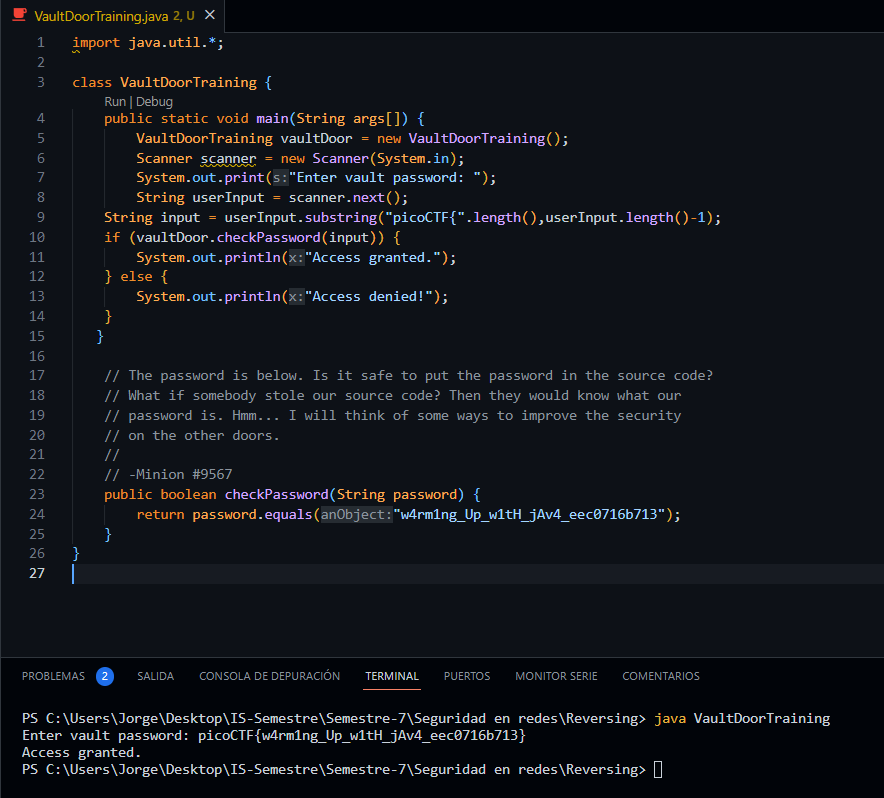 VaultDoorTraining.java 2, U
1 import java.util.*;
2
3 class VaultDoorTraining {
Run | Debug
4 public static void main(String args[]) {
5 VaultDoorTraining vaultDoor = new VaultDoorTraining();
6 Scanner scanner = new Scanner(System.in);
7 System.out.print(s:"Enter vault password: ");
8 String userInput = scanner.next();
9 String input = userInput.substring("picoCTF{".length(),userInput.length()-1);
10 if (vaultDoor.checkPassword(input)) {
11 System.out.println(x:"Access granted.");
12 } else {
13 System.out.println(x:"Access denied!");
14 }
15 }
16
17 // The password is below. Is it safe to put the password in the source code?
18 // What if somebody stole our source code? Then they would know what our
19 // password is. Hmm... I will think of some ways to improve the security
20 // on the other doors.
21 //
22 // -Minion #9567
23 public boolean checkPassword(String password) {
24 return password.equals(anObject:"w4rm1ng_Up_w1tH_jAv4_eec0716b713");
25 }
26 }
27
PROBLEMAS 2 SALIDA CONSOLA DE DEPURACIÓN TERMINAL PUERTOS MONITOR SERIE COMENTARIOS
PS C:\Users\Jorge\Desktop\IS-Semestre\Semestre-7\Seguridad en redes\Reversing> java VaultDoorTraining
Enter vault password: picoCTF{w4rm1ng_Up_w1tH_jAv4_eec0716b713}
Access granted.
PS C:\Users\Jorge\Desktop\IS-Semestre\Semestre-7\Seguridad en redes\Reversing>